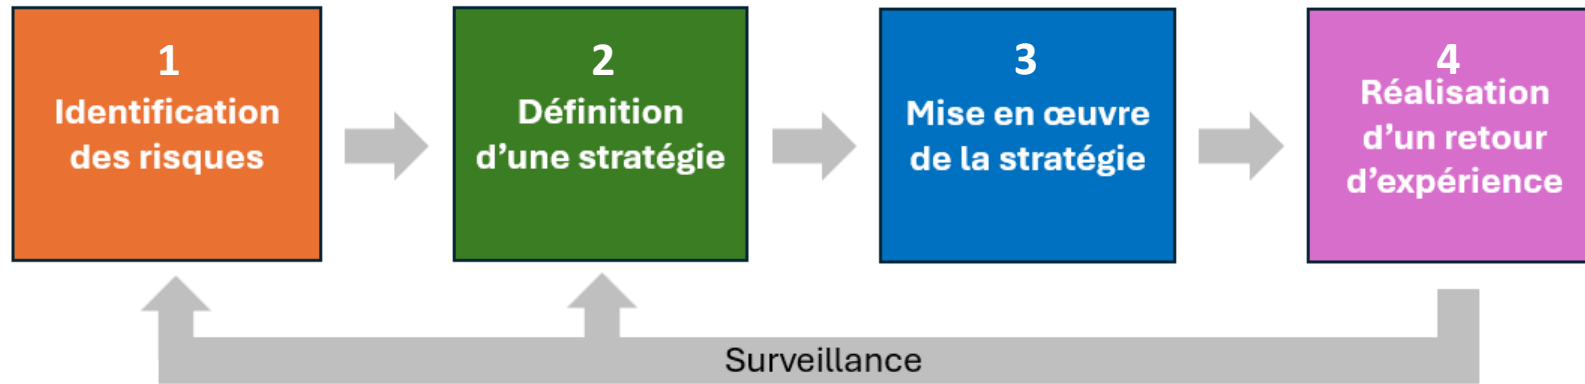 1
Identification
des risques
2
Définition
d'une stratégie
3
Mise en œuvre
de la stratégie
4
Réalisation
d'un retour
d'expérience
Surveillance